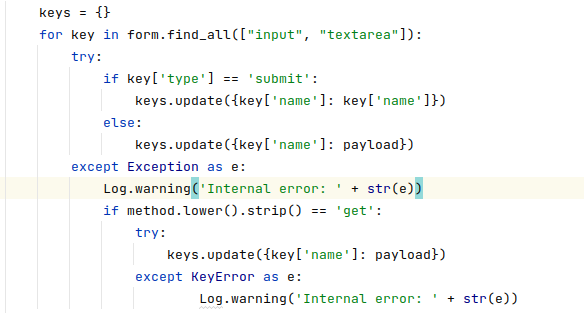 keys = {}
for key in form.find_all(["input", "textarea"]):
    try:
        if key['type'] == 'submit':
            keys.update({key['name']: key['name']})
        else:
            keys.update({key['name']: payload})
    except Exception as e:
        Log.warning('Internal error: ' + str(e))
        if method.lower().strip() == 'get':
            try:
                keys.update({key['name']: payload})
            except KeyError as e:
                    Log.warning('Internal error: ' + str(e))